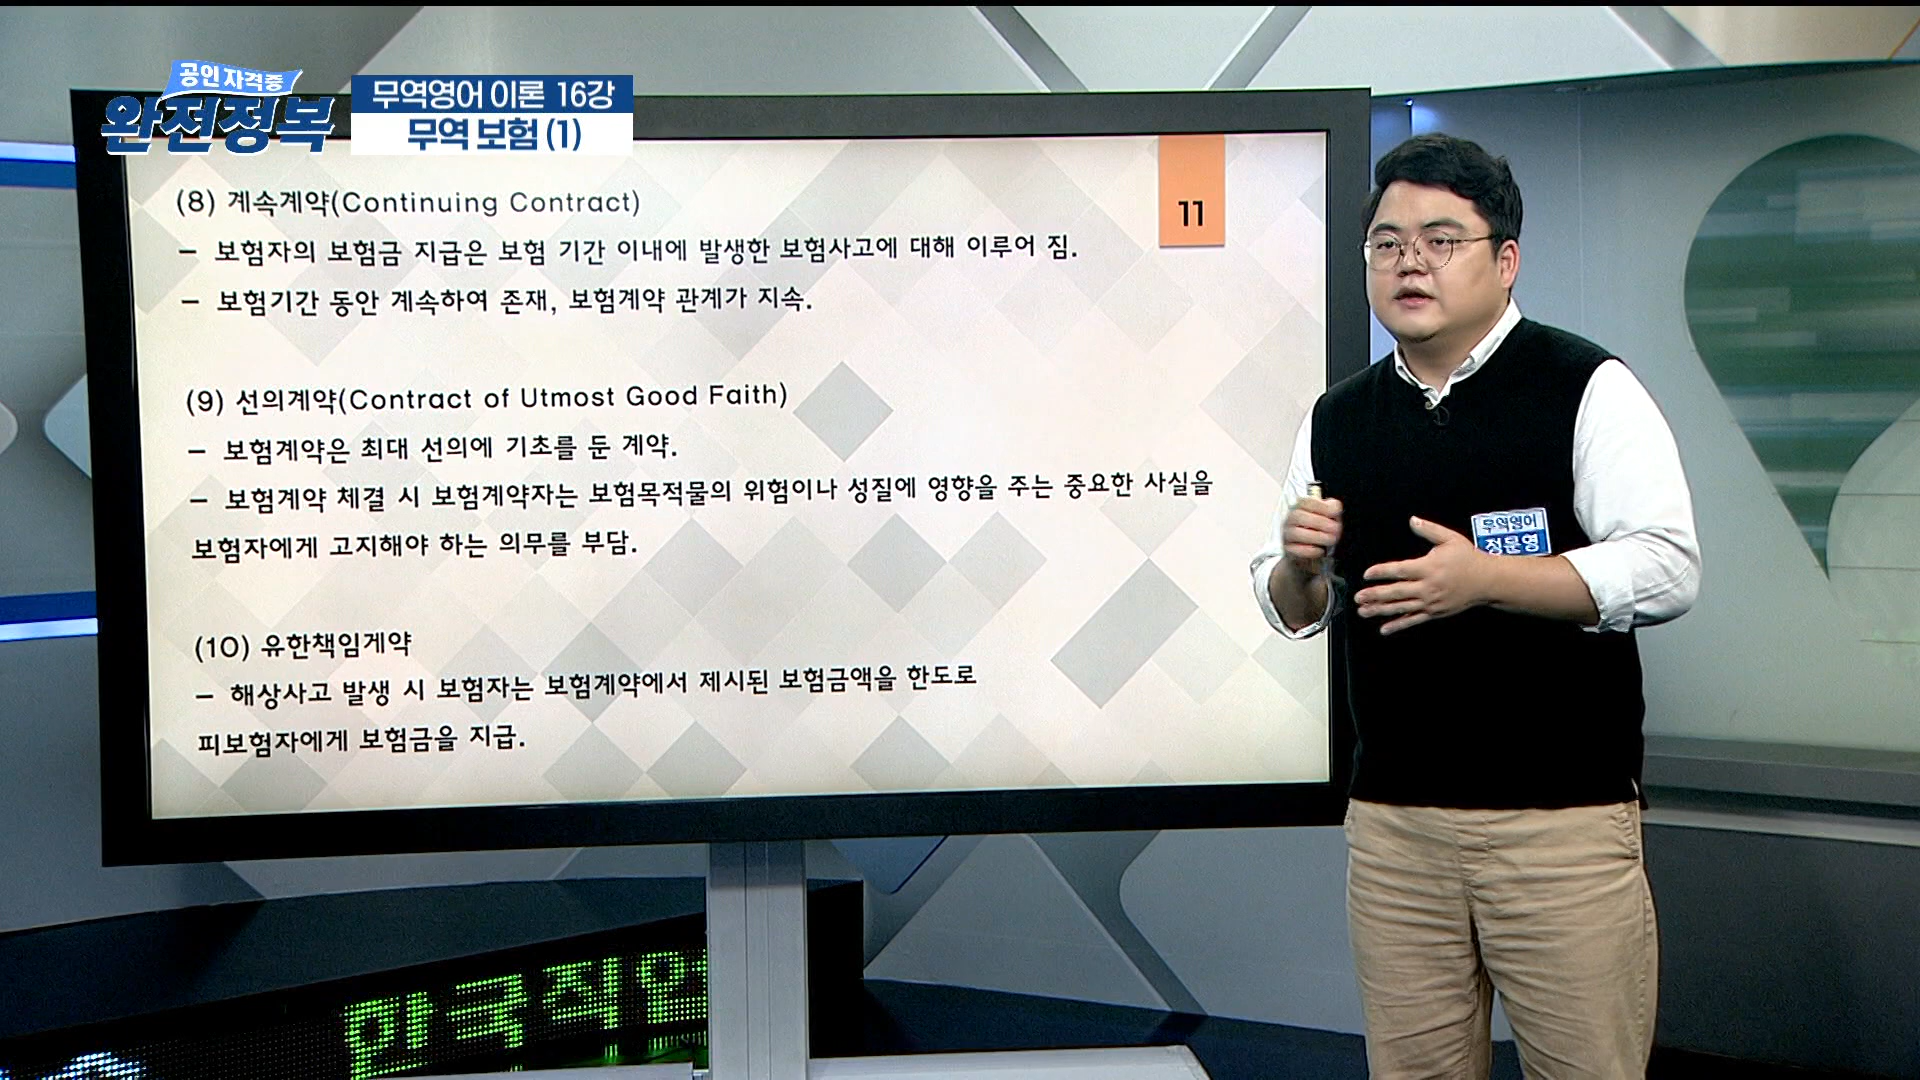 공인 자격증
완전정복
무역영어 이론 16강
무역 보험 (1)
11
(8) 계속계약(Continuing Contract)
- 보험자의 보험금 지급은 보험 기간 이내에 발생한 보험사고에 대해 이루어 짐.
- 보험기간 동안 계속하여 존재, 보험계약 관계가 지속.
(9) 선의계약(Contract of Utmost Good Faith)
- 보험계약은 최대 선의에 기초를 둔 계약.
- 보험계약 체결 시 보험계약자는 보험목적물의 위험이나 성질에 영향을 주는 중요한 사실을
보험자에게 고지해야 하는 의무를 부담.
(10) 유한책임게약
- 해상사고 발생 시 보험자는 보험계약에서 제시된 보험금액을 한도로
피보험자에게 보험금을 지급.
무역영어
정문영
한국직업